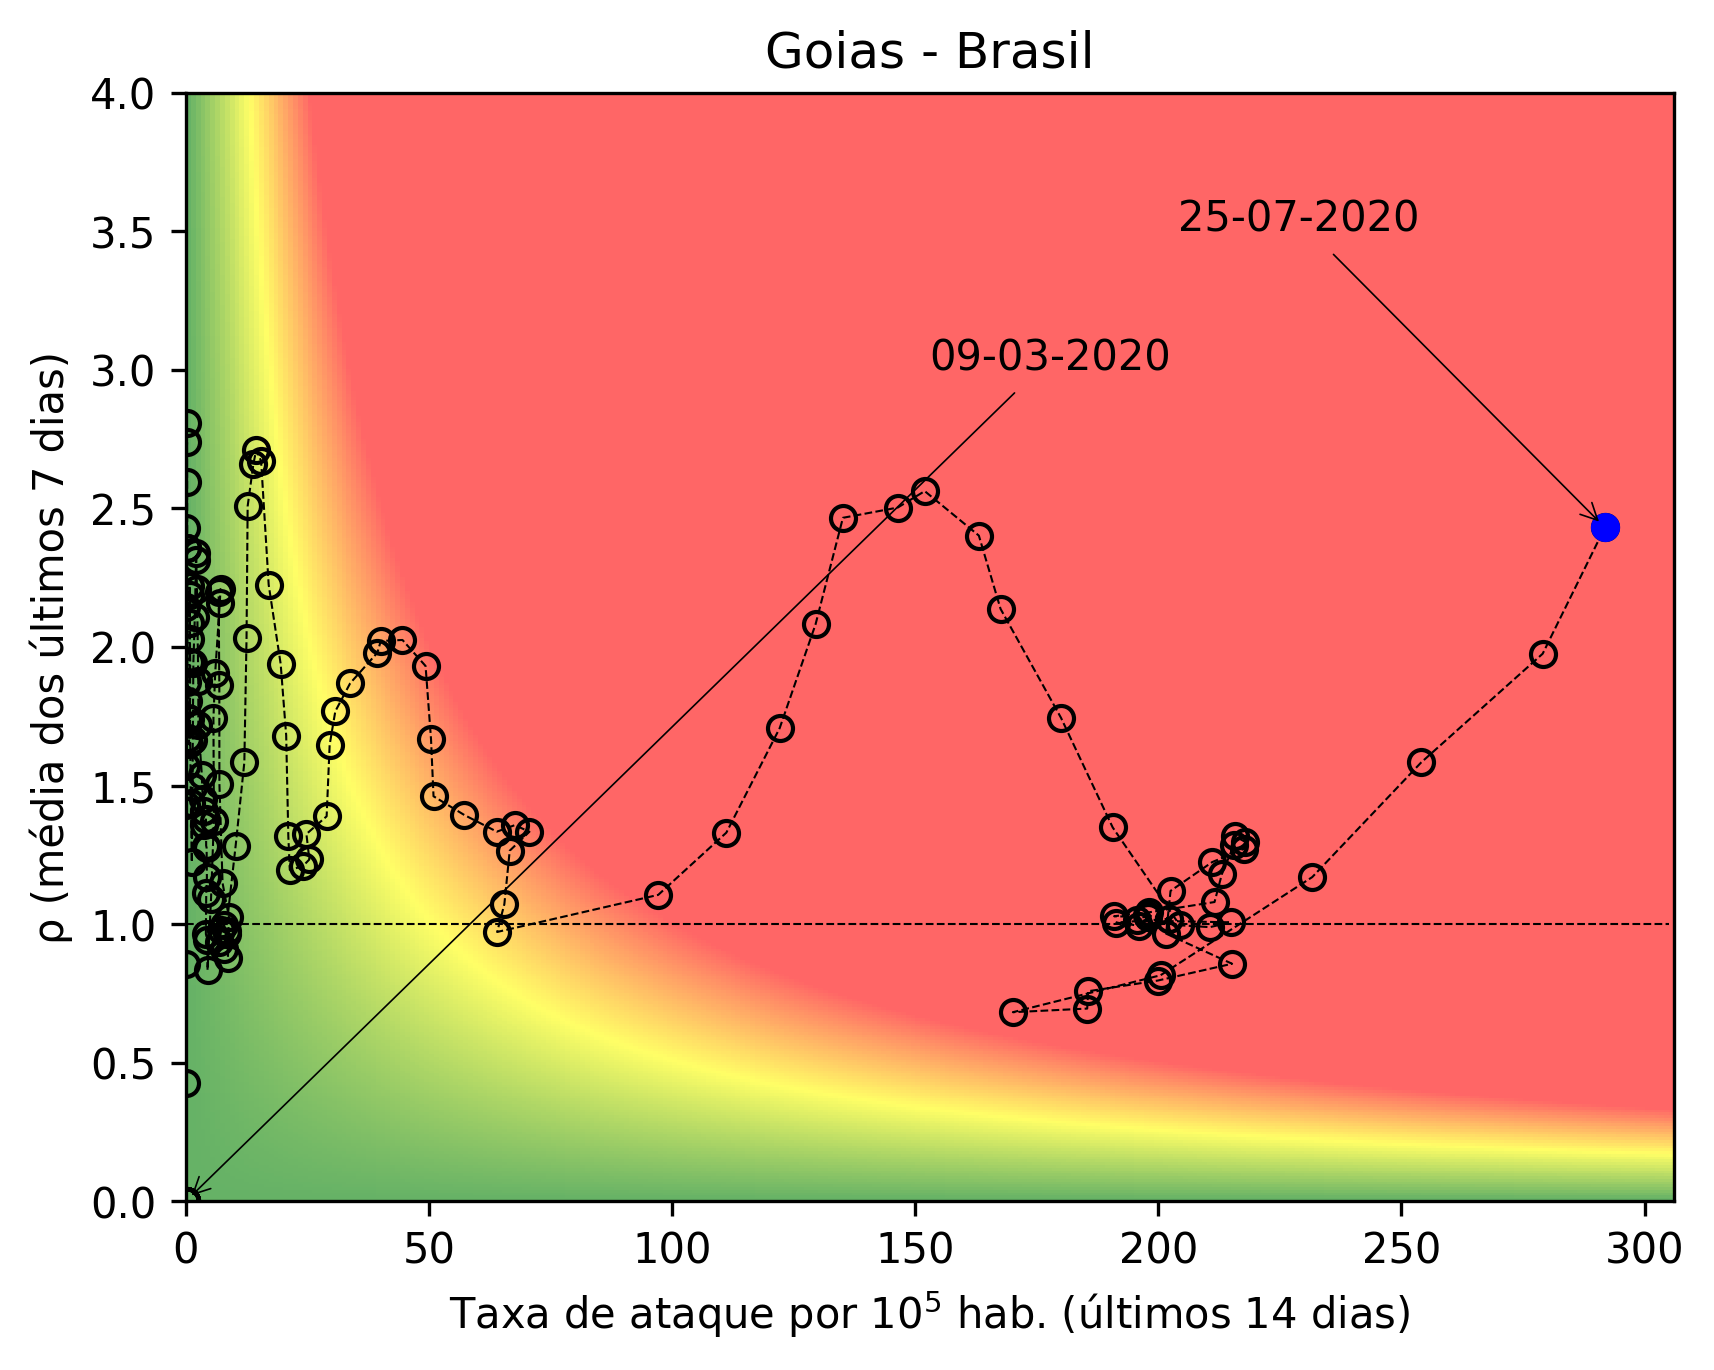 Goias - Brasil
4.0
3.5
3.0
2.5
2.0
1.5
1.0
0.5
0.0
ρ (média dos últimos 7 dias)
25-07-2020
09-03-2020
0 50 100 150 200 250 300
Taxa de ataque por 10⁵ hab. (últimos 14 dias)